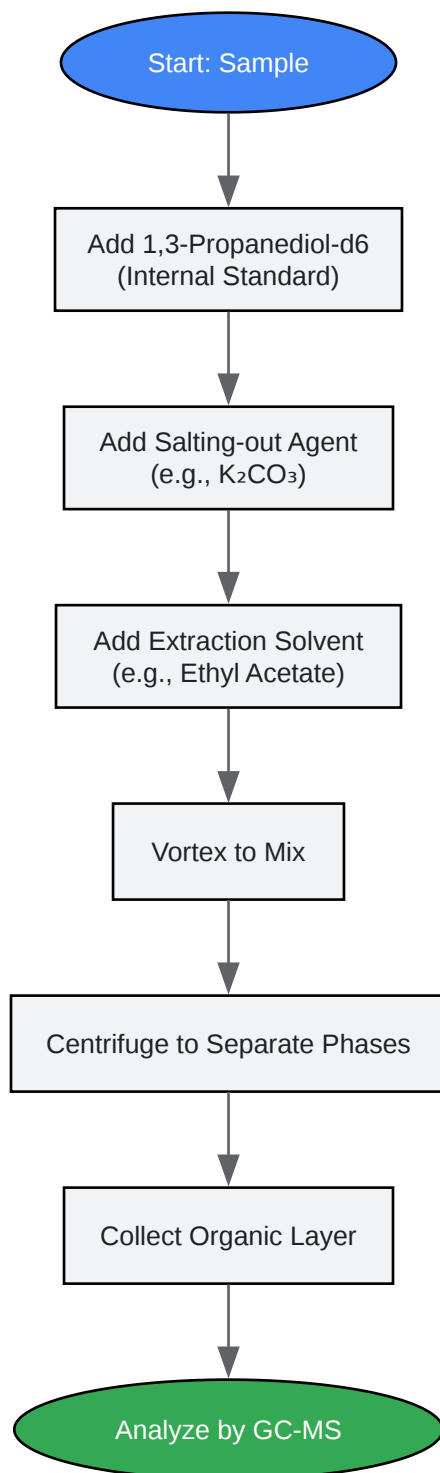 Start: Sample
Add 1,3-Propanediol-d6
(Internal Standard)
Add Salting-out Agent
(e.g., K₂CO₃)
Add Extraction Solvent
(e.g., Ethyl Acetate)
Vortex to Mix
Centrifuge to Separate Phases
Collect Organic Layer
Analyze by GC-MS